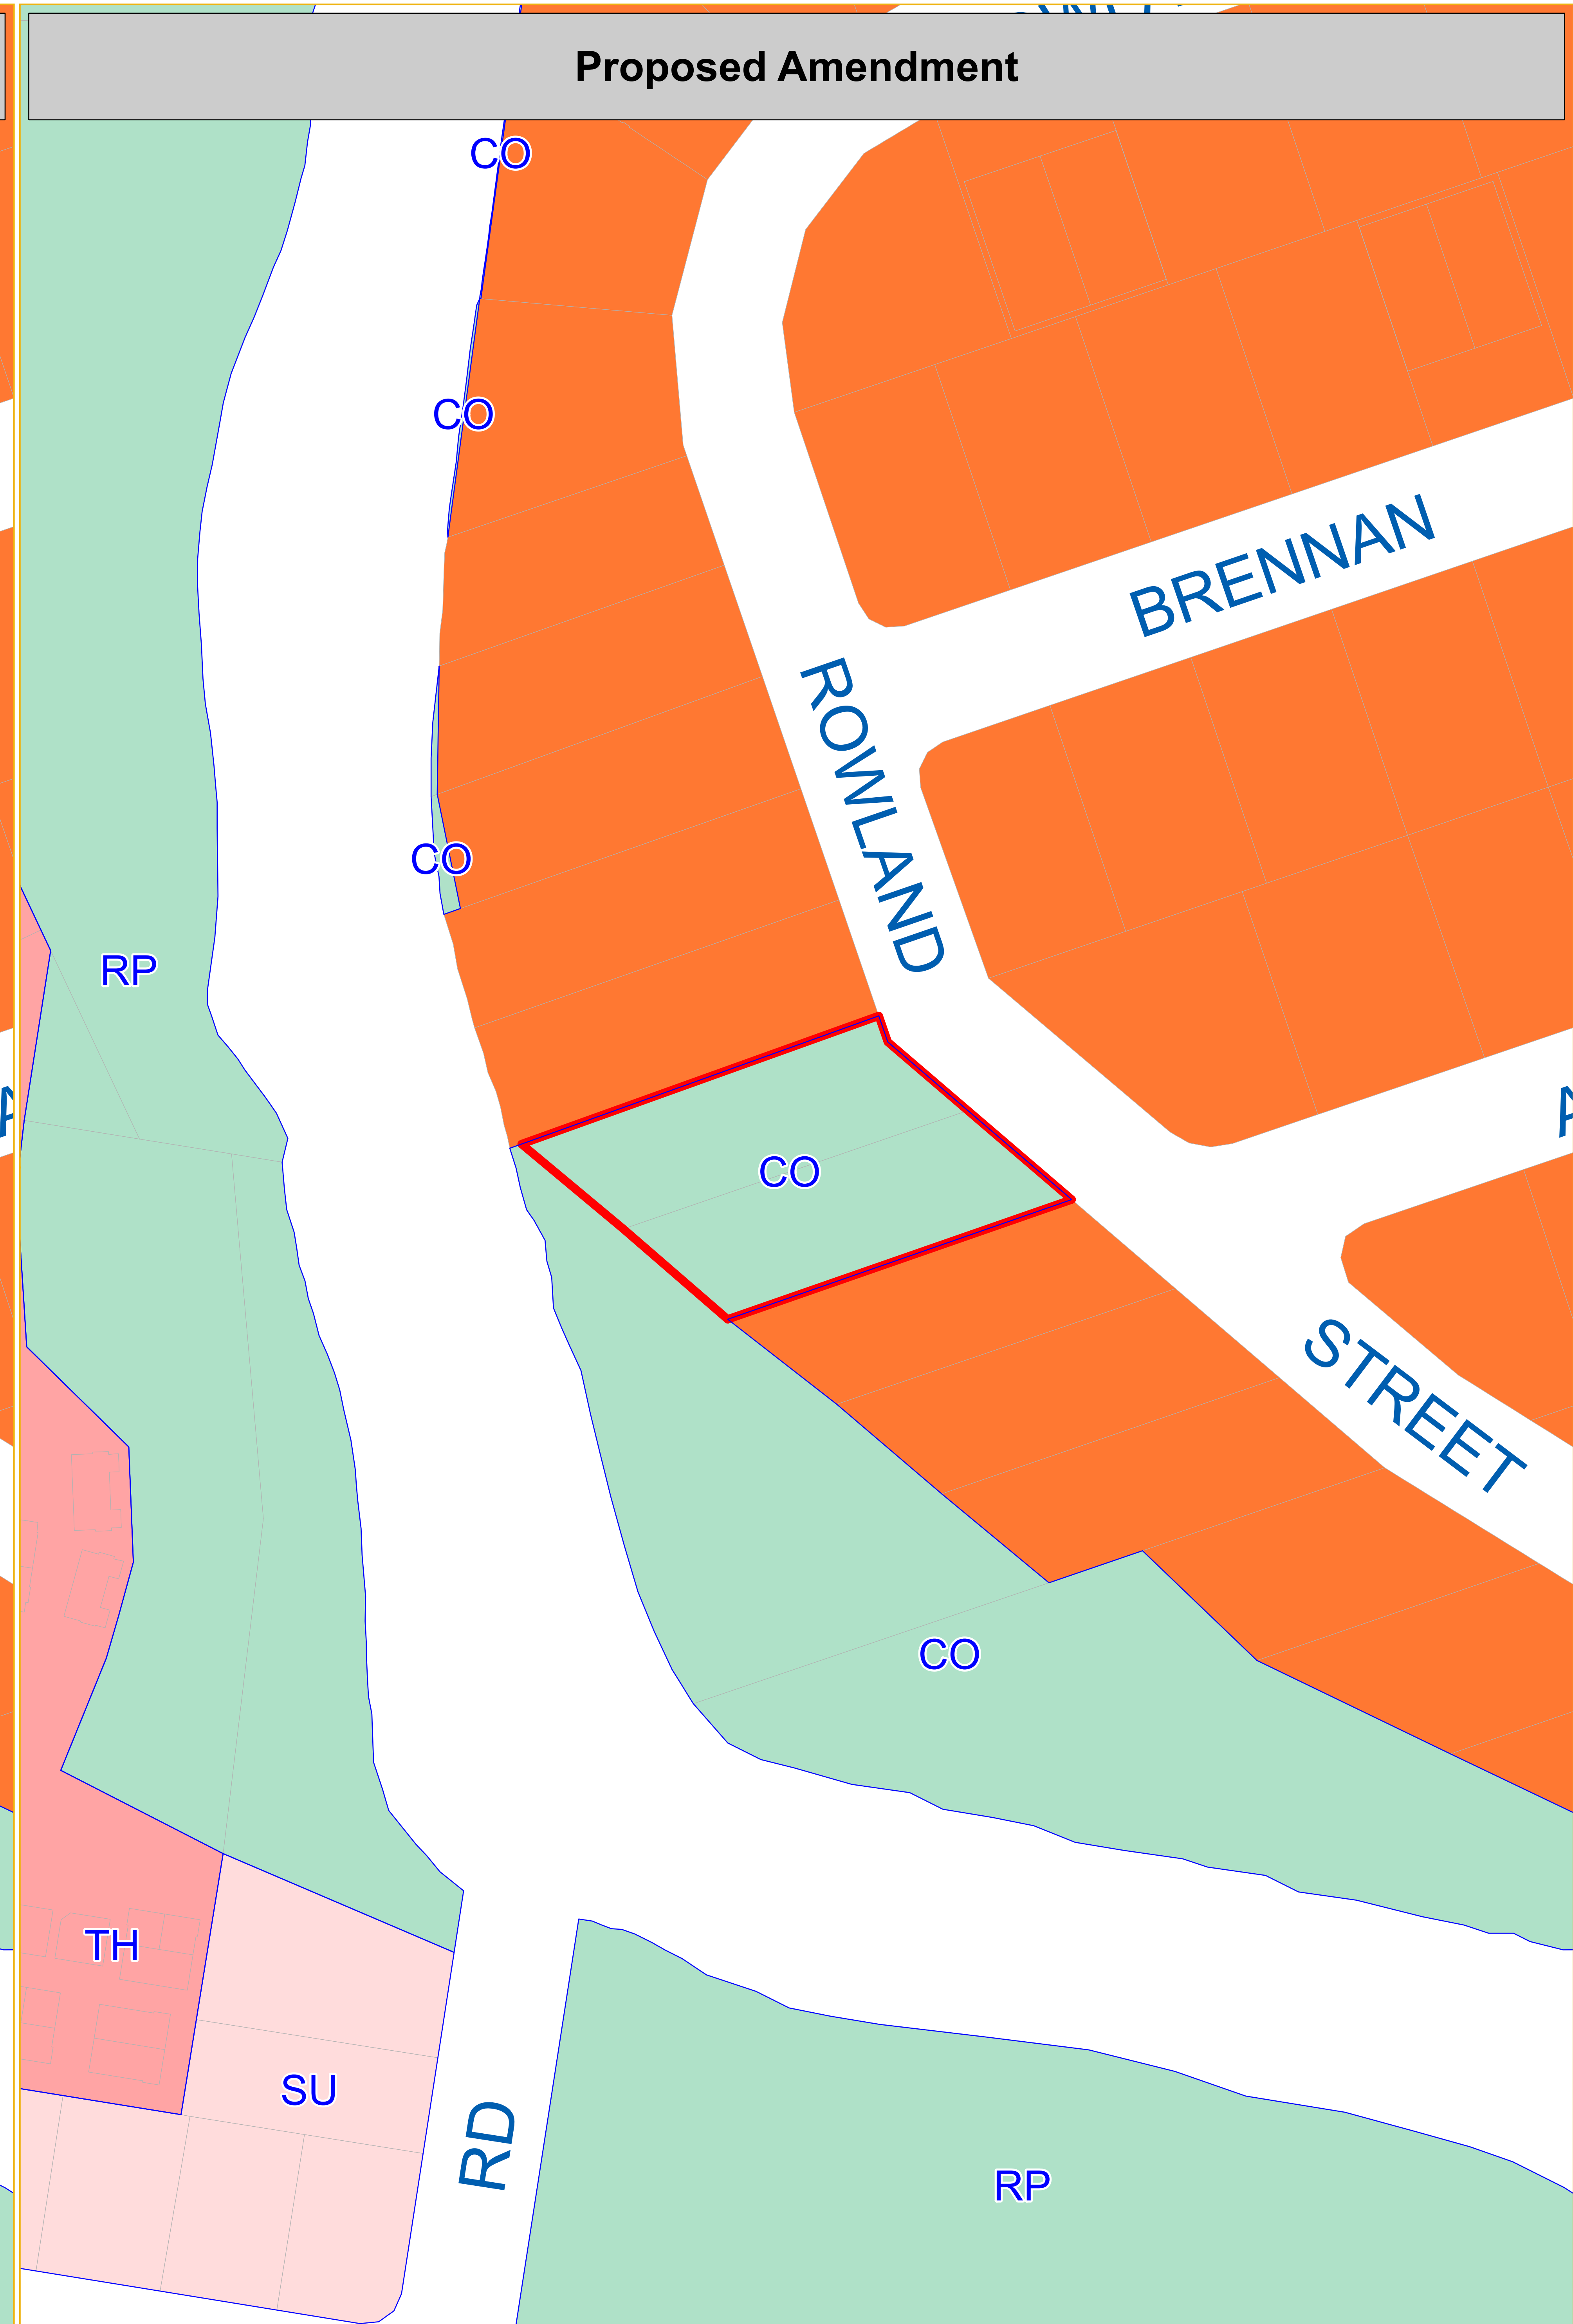 Proposed Amendment
CO
CO
BRENNAN
ROWLAND
CO
RP
CO
STREET
CO
TH
SU
RD
RP